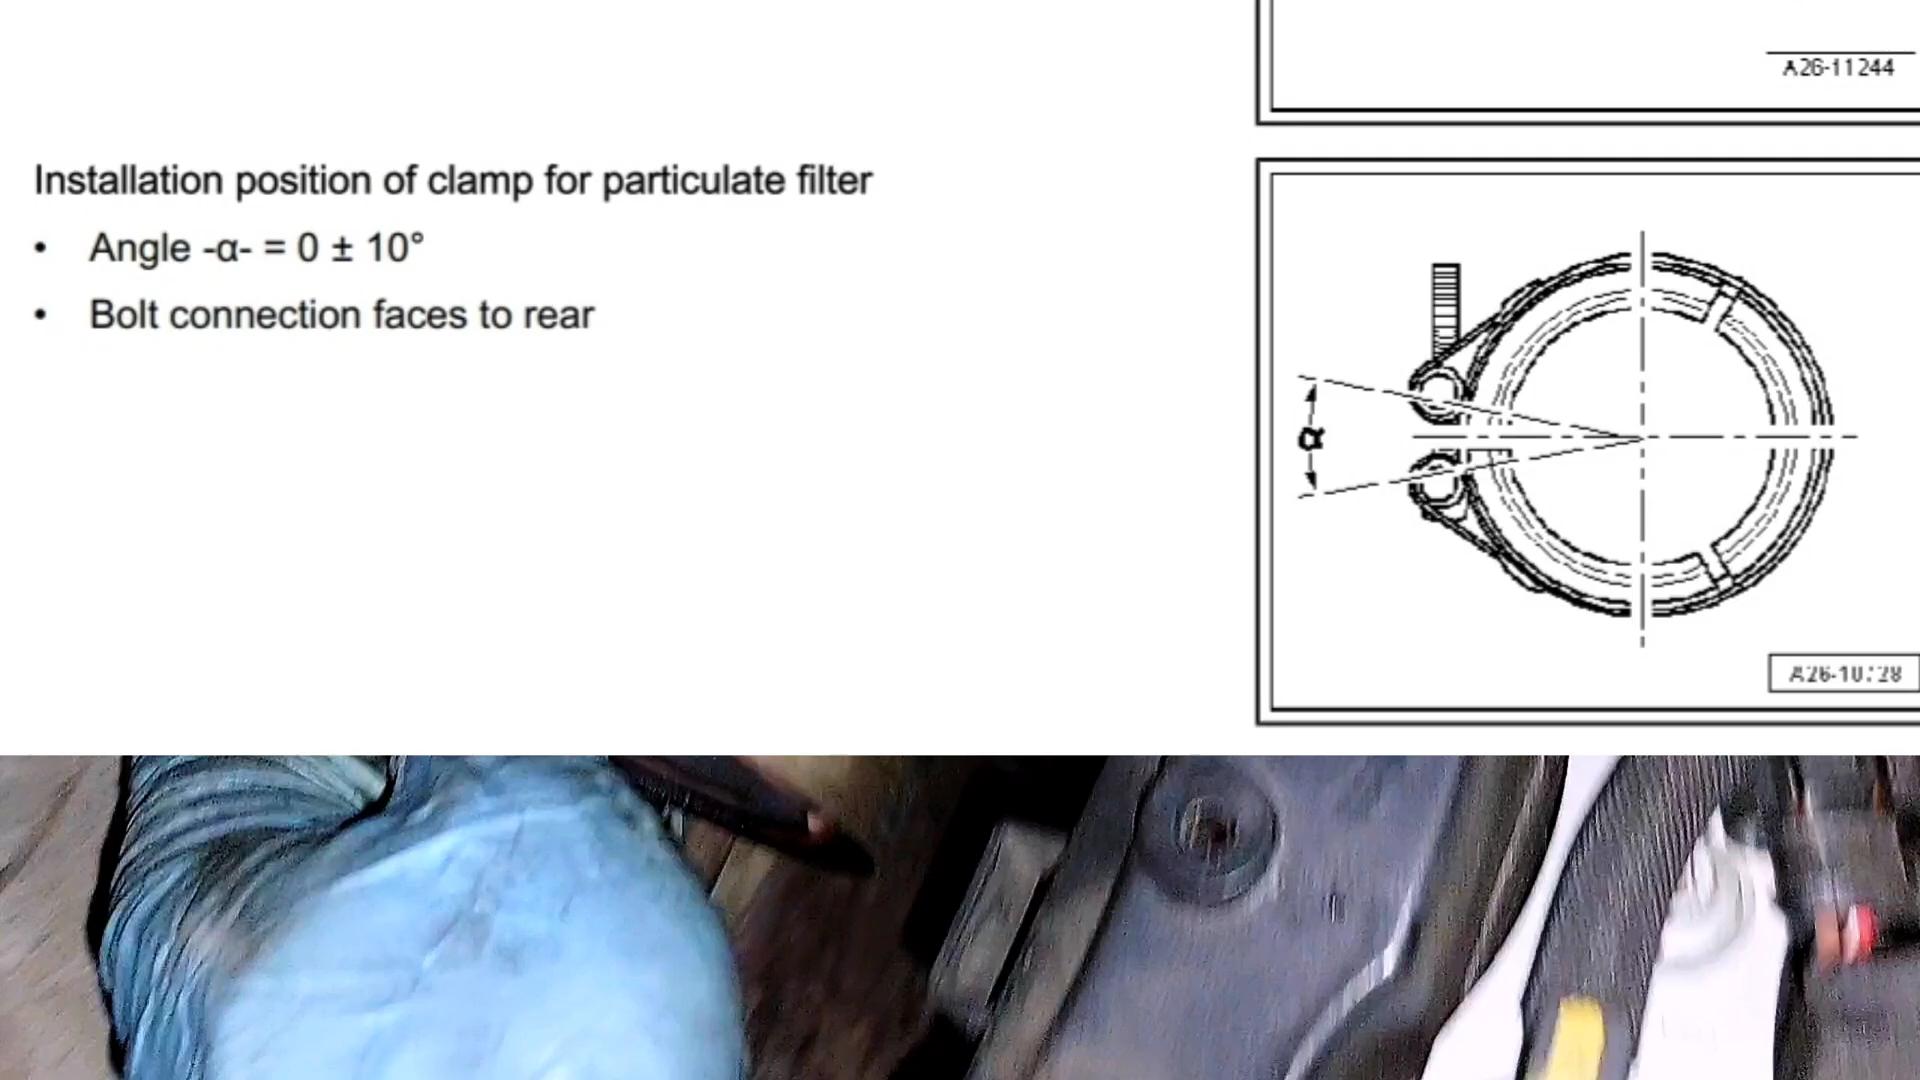 A26-11244
Installation position of clamp for particulate filter
• Angle -α- = 0 ± 10°
• Bolt connection faces to rear
α